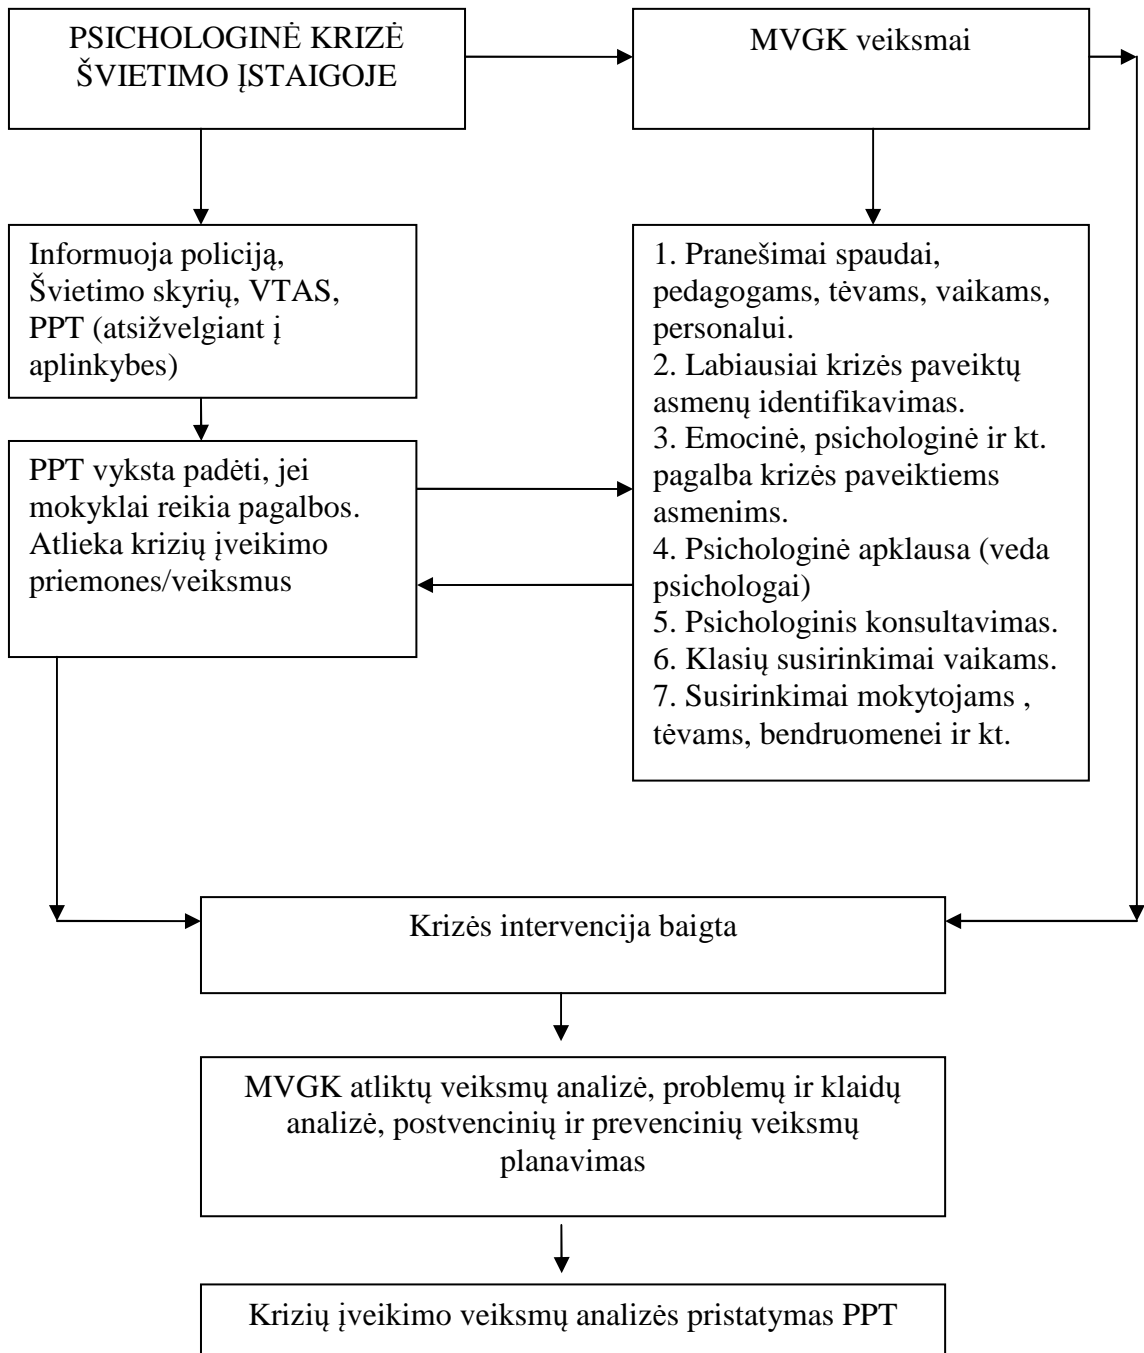 PSICHOLOGINĖ KRIZĖ
ŠVIETIMO ĮSTAIGOJE
MVGK veiksmai
Informuoja policiją,
Švietimo skyrių, VTAS,
PPT (atsižvelgiant į
aplinkybes)
1. Pranešimai spaudai,
pedagogams, tėvams, vaikams,
personalui.
2. Labiausiai krizės paveiktų
asmenų identifikavimas.
3. Emocinė, psichologinė ir kt.
pagalba krizės paveiktiems
asmenims.
4. Psichologinė apklausa (veda
psichologai)
5. Psichologinis konsultavimas.
6. Klasių susirinkimai vaikams.
7. Susirinkimai mokytojams ,
tėvams, bendruomenei ir kt.
PPT vyksta padėti, jei
mokyklai reikia pagalbos.
Atlieka krizių įveikimo
priemones/veiksmus
Krizės intervencija baigta
MVGK atliktų veiksmų analizė, problemų ir klaidų
analizė, postvencinių ir prevencinių veiksmų
planavimas
Krizių įveikimo veiksmų analizės pristatymas PPT